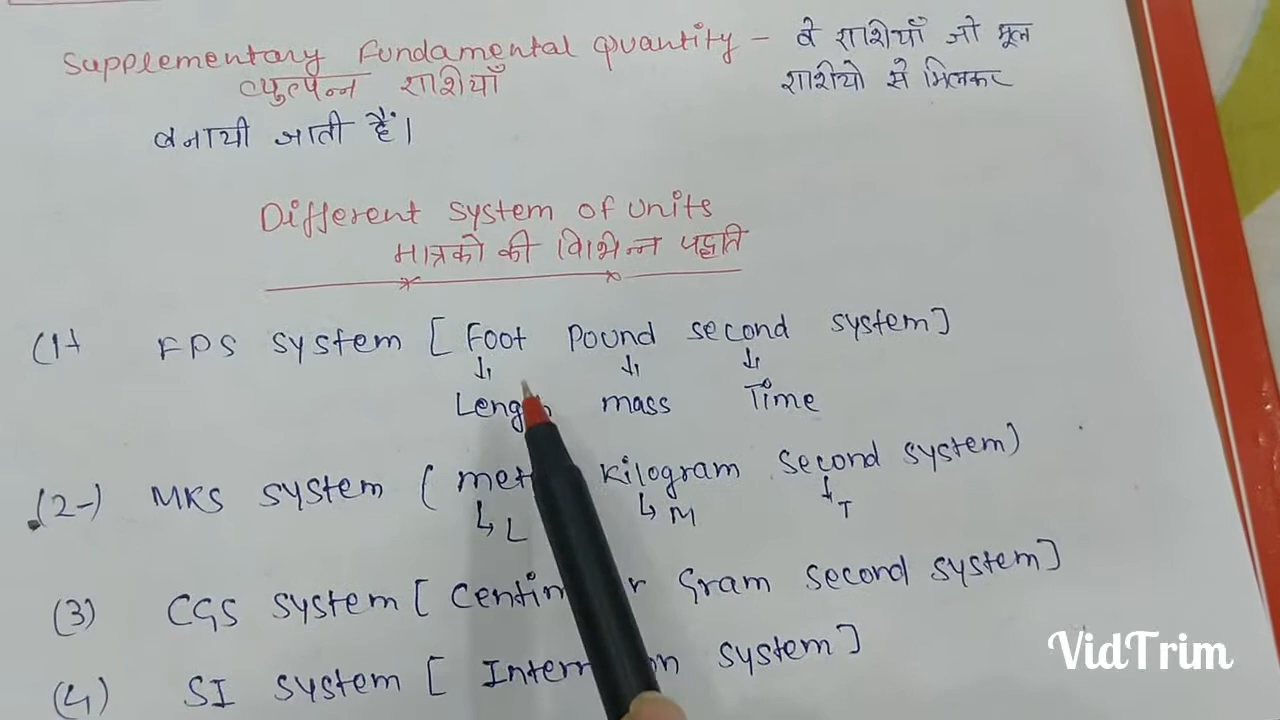 Supplementary Fundamental quantity - वे राशियाँ जो मूल
व्युत्पन्न राशियाँ शाशीयो से मिलकर
बनायी जाती हैं।
Different system of units
मात्रको की विभिन्न पद्धति
(1) FPS system [Foot Pound second system]
Length mass Time
(2-) MKS system ( kilogram second system)
L M T
(3) CGS system [ Gram second system]
(4) SI system [ system]
VidTrim